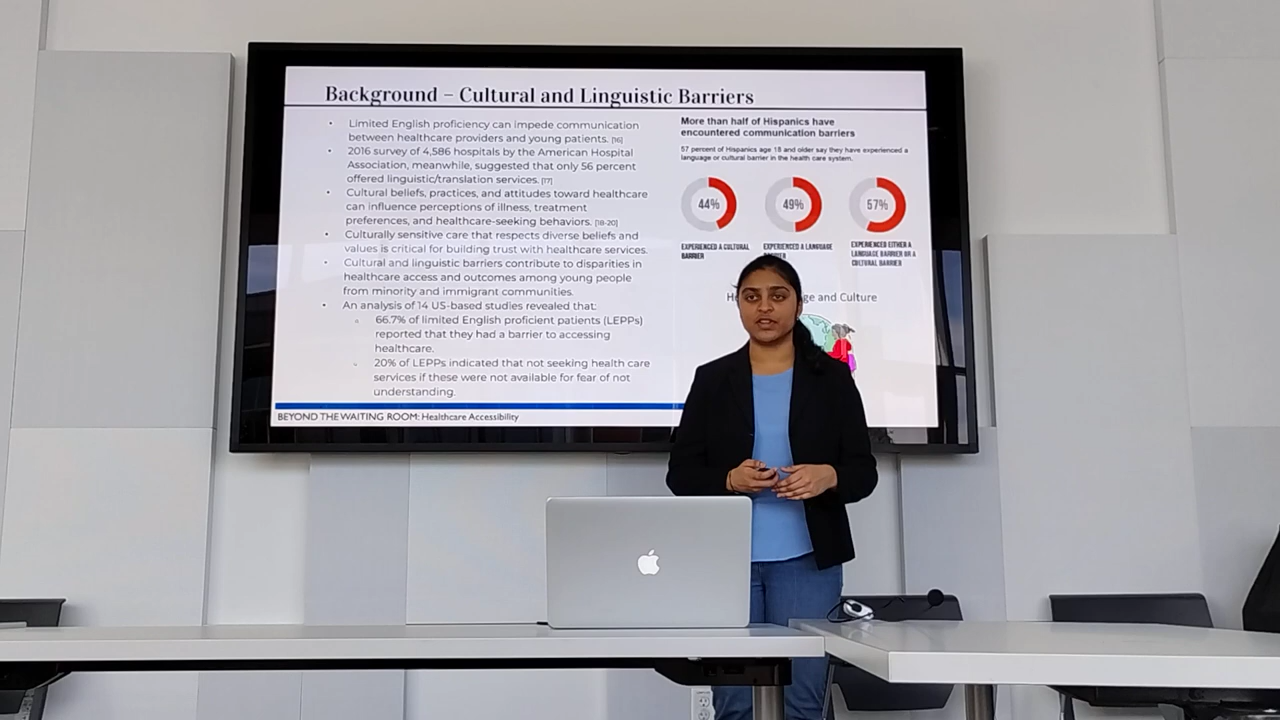 Background – Cultural and Linguistic Barriers
• Limited English proficiency can impede communication
between healthcare providers and young patients. [16]
• 2016 survey of 4,586 hospitals by the American Hospital
Association, meanwhile, suggested that only 56 percent
offered linguistic/translation services. [17]
• Cultural beliefs, practices, and attitudes toward healthcare
can influence perceptions of illness, treatment
preferences, and healthcare-seeking behaviors. [18-20]
• Culturally sensitive care that respects diverse beliefs and
values is critical for building trust with healthcare services.
• Cultural and linguistic barriers contribute to disparities in
healthcare access and outcomes among young people
from minority and immigrant communities.
• An analysis of 14 US-based studies revealed that:
66.7% of limited English proficient patients (LEPPs)
reported that they had a barrier to accessing
healthcare.
20% of LEPPs indicated that not seeking health care
services if these were not available for fear of not
understanding.
More than half of Hispanics have
encountered communication barriers
57 percent of Hispanics age 18 and older say they have experienced a
language or cultural barrier in the health care system.
44%
49%
57%
EXPERIENCED A CULTURAL
BARRIER
EXPERIENCED A LANGUAGE
BARRIER
EXPERIENCED EITHER A
LANGUAGE BARRIER OR A
CULTURAL BARRIER
and Culture
BEYOND THE WAITING ROOM: Healthcare Accessibility